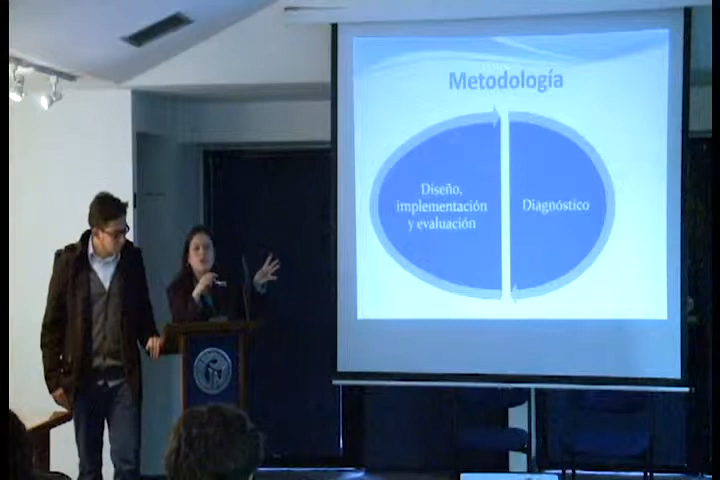 Metodología
Diseño,
implementación
y evaluación
Diagnóstico